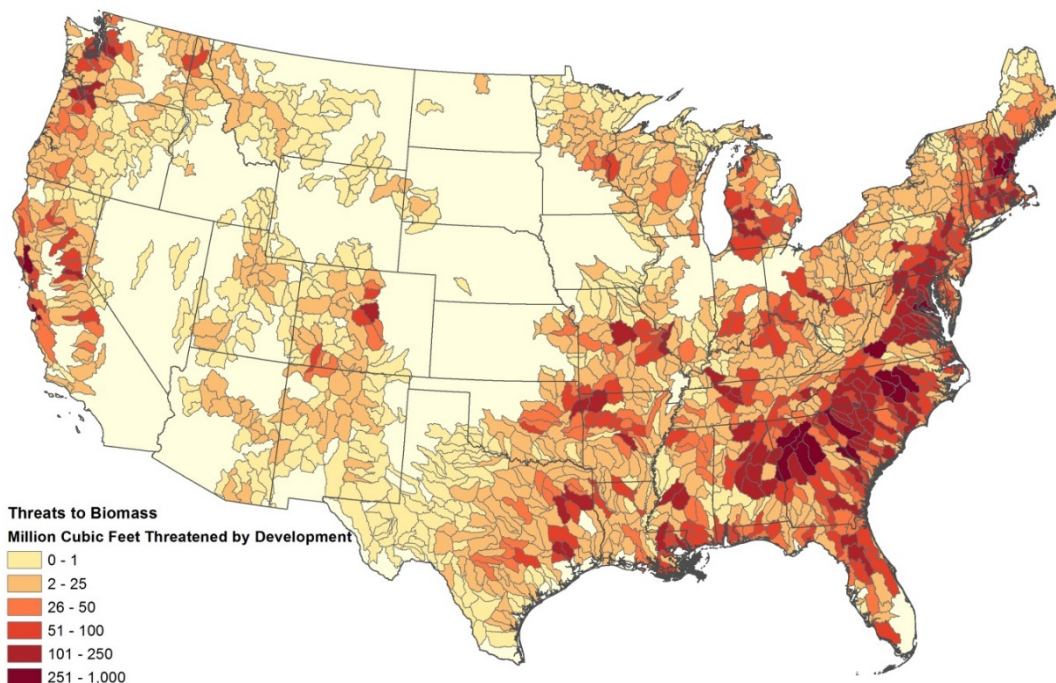 Threats to Biomass
Million Cubic Feet Threatened by Development
0 - 1
2 - 25
26 - 50
51 - 100
101 - 250
251 - 1,000